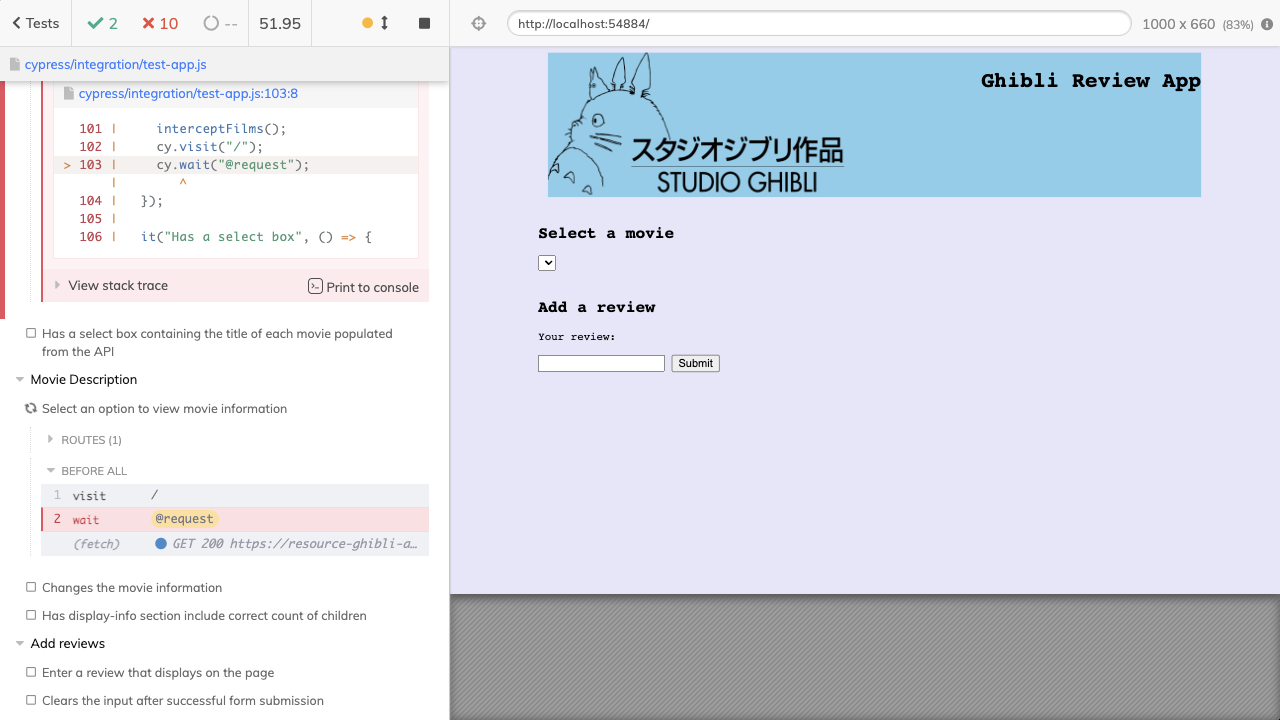 Tests
2
10
--
51.95
http://localhost:54884/
1000 x 660 (83%)
cypress/integration/test-app.js
cypress/integration/test-app.js:103:8
101 | interceptFilms();
102 | cy.visit("/");
> 103 | cy.wait("@request");
| ^
104 | });
105 |
106 | it("Has a select box", () => {
View stack trace
Print to console
Has a select box containing the title of each movie populated
from the API
Movie Description
Select an option to view movie information
ROUTES (1)
BEFORE ALL
1 visit /
2 wait @request
(fetch) GET 200 https://resource-ghibli-a…
Changes the movie information
Has display-info section include correct count of children
Add reviews
Enter a review that displays on the page
Clears the input after successful form submission
Ghibli Review App
スタジオジブリ作品
STUDIO GHIBLI
Select a movie
Add a review
Your review:
Submit